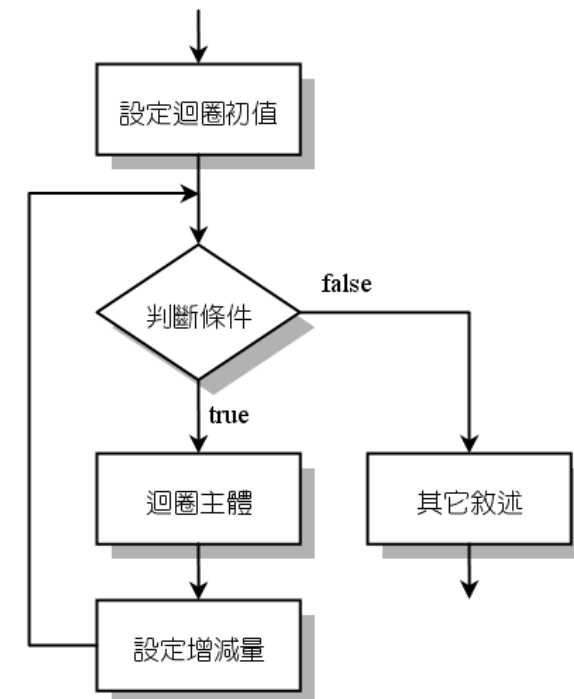 設定迴圈初值
判斷條件
false
true
迴圈主體
其它敘述
設定增減量